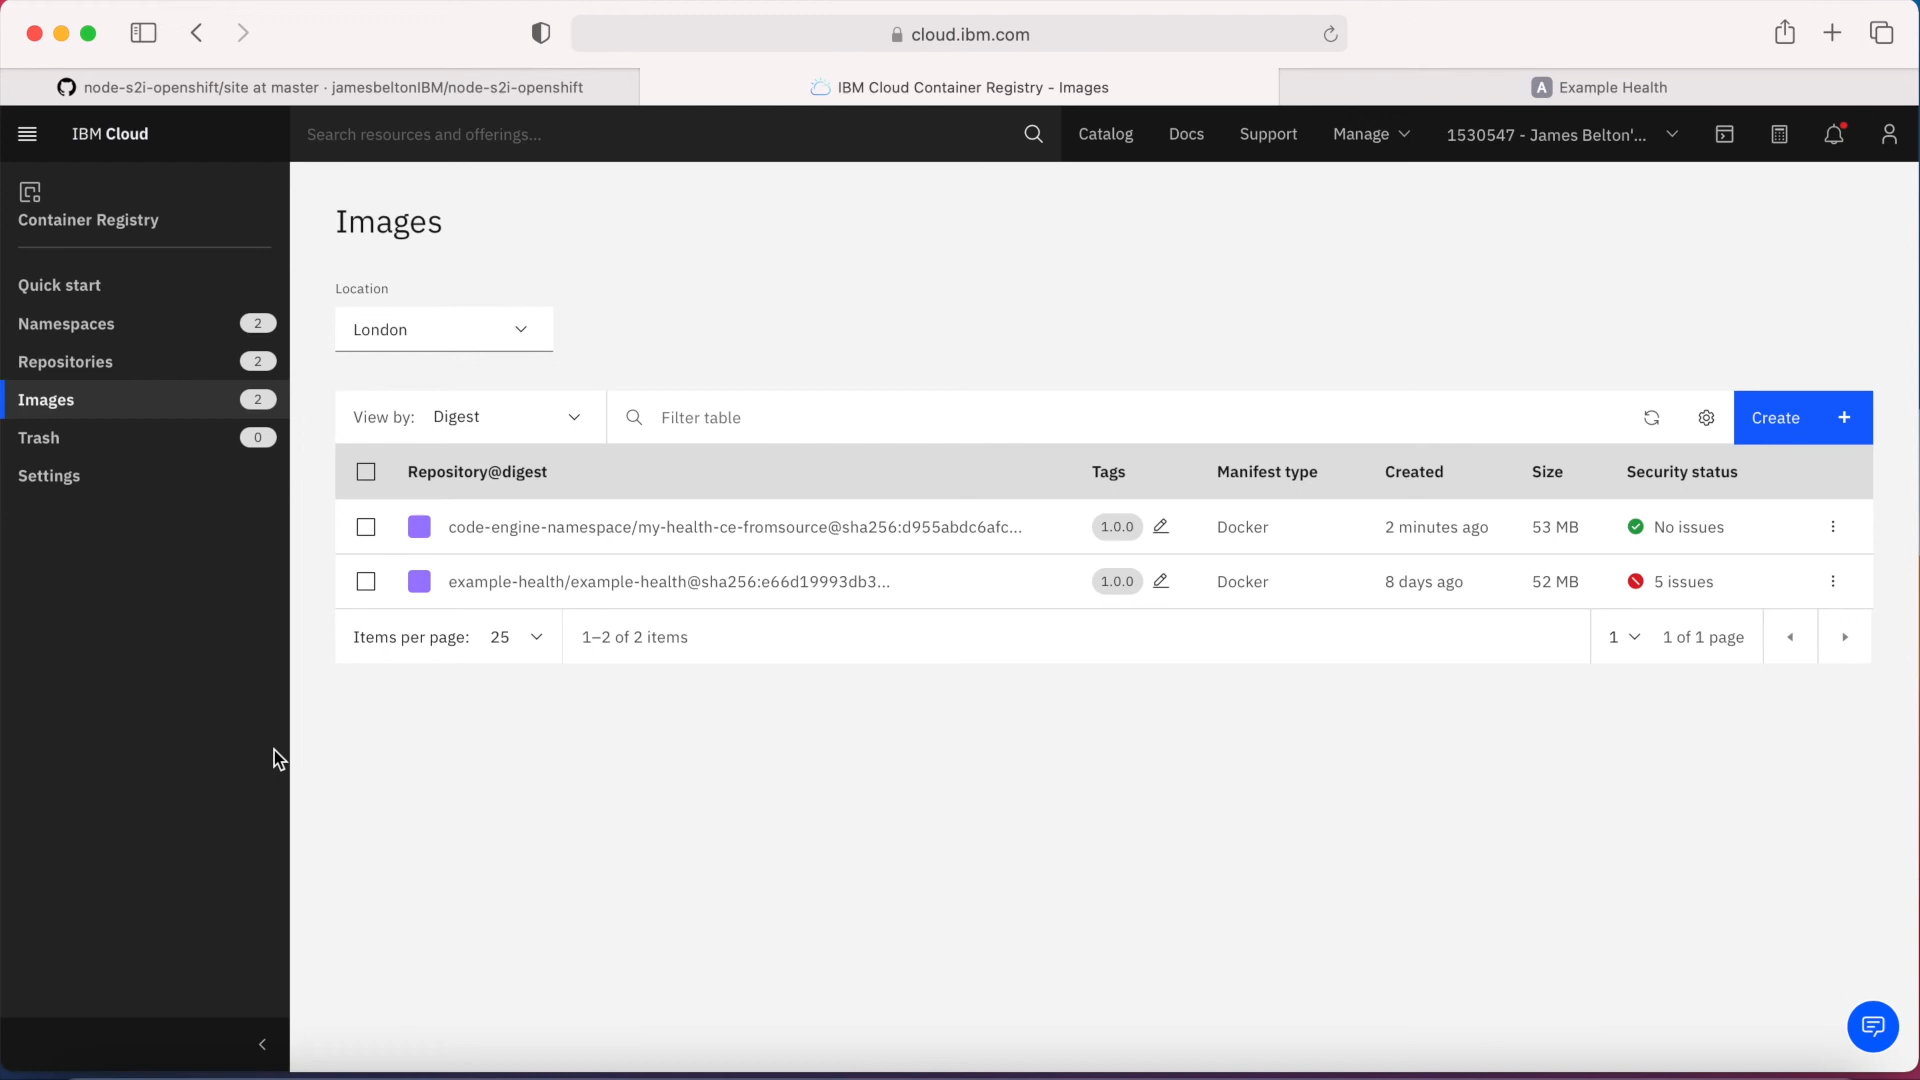 cloud.ibm.com
node-s2i-openshift/site at master · jamesbeltonIBM/node-s2i-openshift
IBM Cloud Container Registry - Images
A Example Health
IBM Cloud
Search resources and offerings...
Catalog
Docs
Support
Manage
1530547 - James Belton'...
Container Registry
Quick start
Namespaces 2
Repositories 2
Images 2
Trash 0
Settings
Images
Location
London
View by: Digest
Filter table
Create +
Repository@digest Tags Manifest type Created Size Security status
code-engine-namespace/my-health-ce-fromsource@sha256:d955abdc6afc... 1.0.0 Docker 2 minutes ago 53 MB No issues
example-health/example-health@sha256:e66d19993db3... 1.0.0 Docker 8 days ago 52 MB 5 issues
Items per page: 25 1–2 of 2 items 1 1 of 1 page